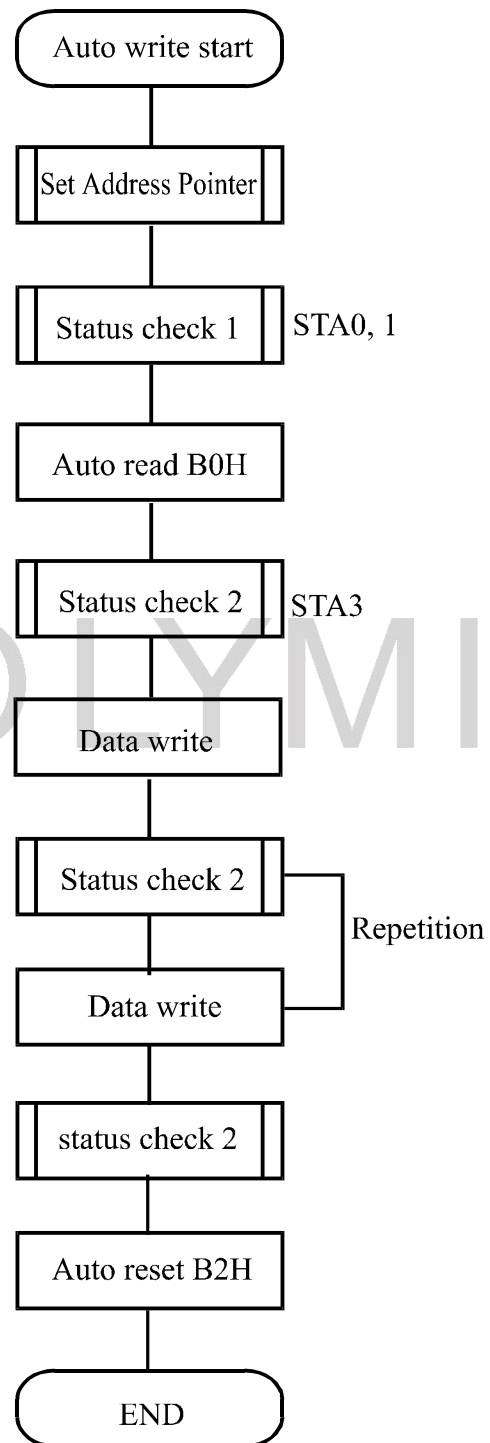 Auto write start
Set Address Pointer
Status check 1
STA0, 1
Auto read B0H
Status check 2
STA3
OLYMI
Data write
Status check 2
Repetition
Data write
status check 2
Auto reset B2H
END